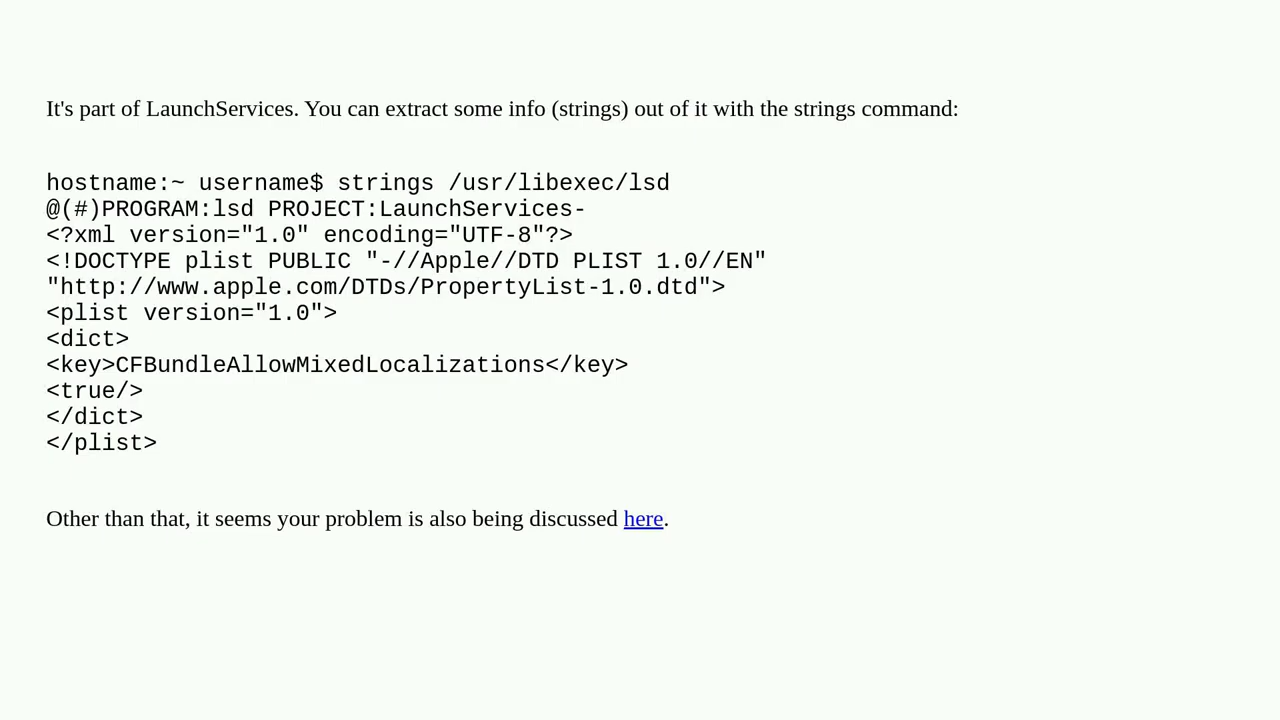 It's part of LaunchServices. You can extract some info (strings) out of it with the strings command:
hostname:~ username$ strings /usr/libexec/lsd
@(#)PROGRAM:lsd PROJECT:LaunchServices-
<?xml version="1.0" encoding="UTF-8"?>
<!DOCTYPE plist PUBLIC "-//Apple//DTD PLIST 1.0//EN"
"http://www.apple.com/DTDs/PropertyList-1.0.dtd">
<plist version="1.0">
<dict>
<key>CFBundleAllowMixedLocalizations</key>
<true/>
</dict>
</plist>
Other than that, it seems your problem is also being discussed here.